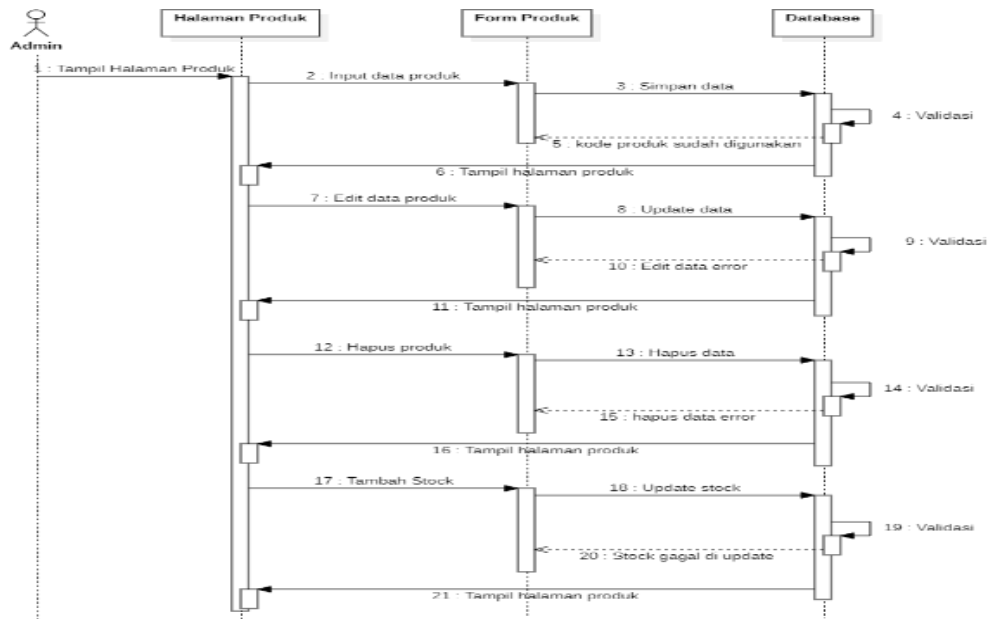 Halaman Produk
Form Produk
Database
Admin
1 : Tampil Halaman Produk
2 : Input data produk
3 : Simpan data
4 : Validasi
5 : kode produk sudah digunakan
6 : Tampil halaman produk
7 : Edit data produk
8 : Update data
9 : Validasi
10 : Edit data error
11 : Tampil halaman produk
12 : Hapus produk
13 : Hapus data
14 : Validasi
15 : hapus data error
16 : Tampil halaman produk
17 : Tambah Stock
18 : Update stock
19 : Validasi
20 : Stock gagal di update
21 : Tampil halaman produk